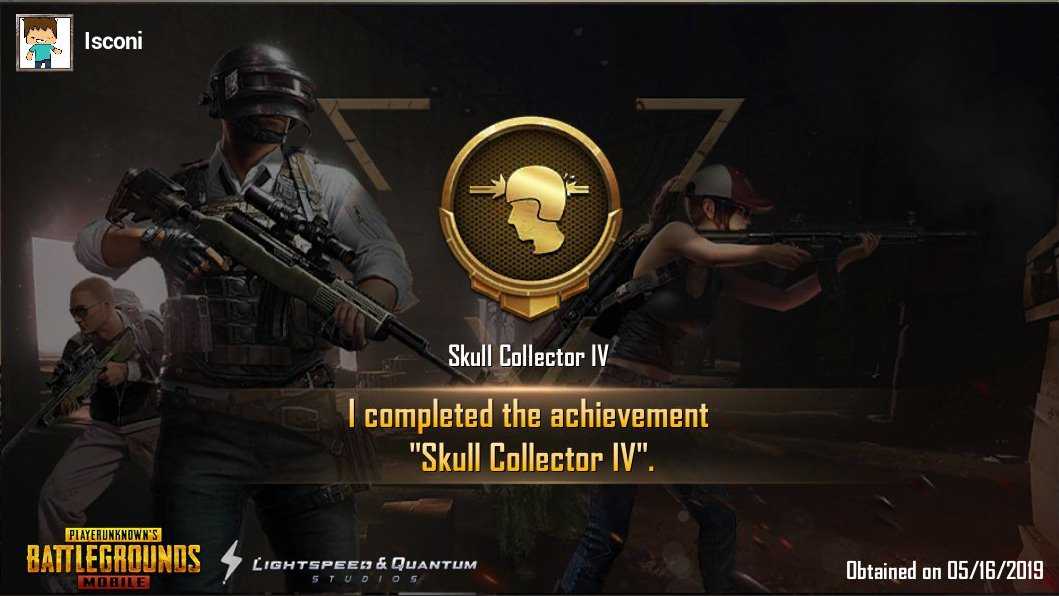 Isconi
Skull Collector IV
I completed the achievement
"Skull Collector IV".
PLAYERUNKNOWN'S
BATTLEGROUNDS
MOBILE
LIGHTSPEED & QUANTUM
STUDIOS
Obtained on 05/16/2019